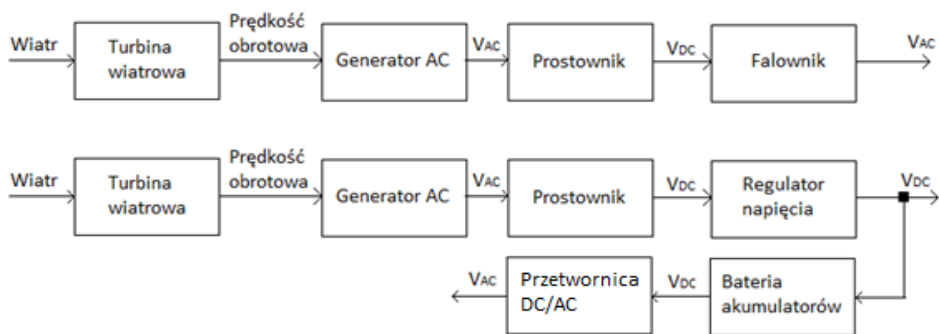 Wiatr
Turbina
wiatrowa
Prędkość
obrotowa
Generator AC
VAC
Prostownik
VDC
Falownik
VAC
Wiatr
Turbina
wiatrowa
Prędkość
obrotowa
Generator AC
VAC
Prostownik
VDC
Regulator
napięcia
VDC
VAC
Przetwornica
DC/AC
VDC
Bateria
akumulatorów